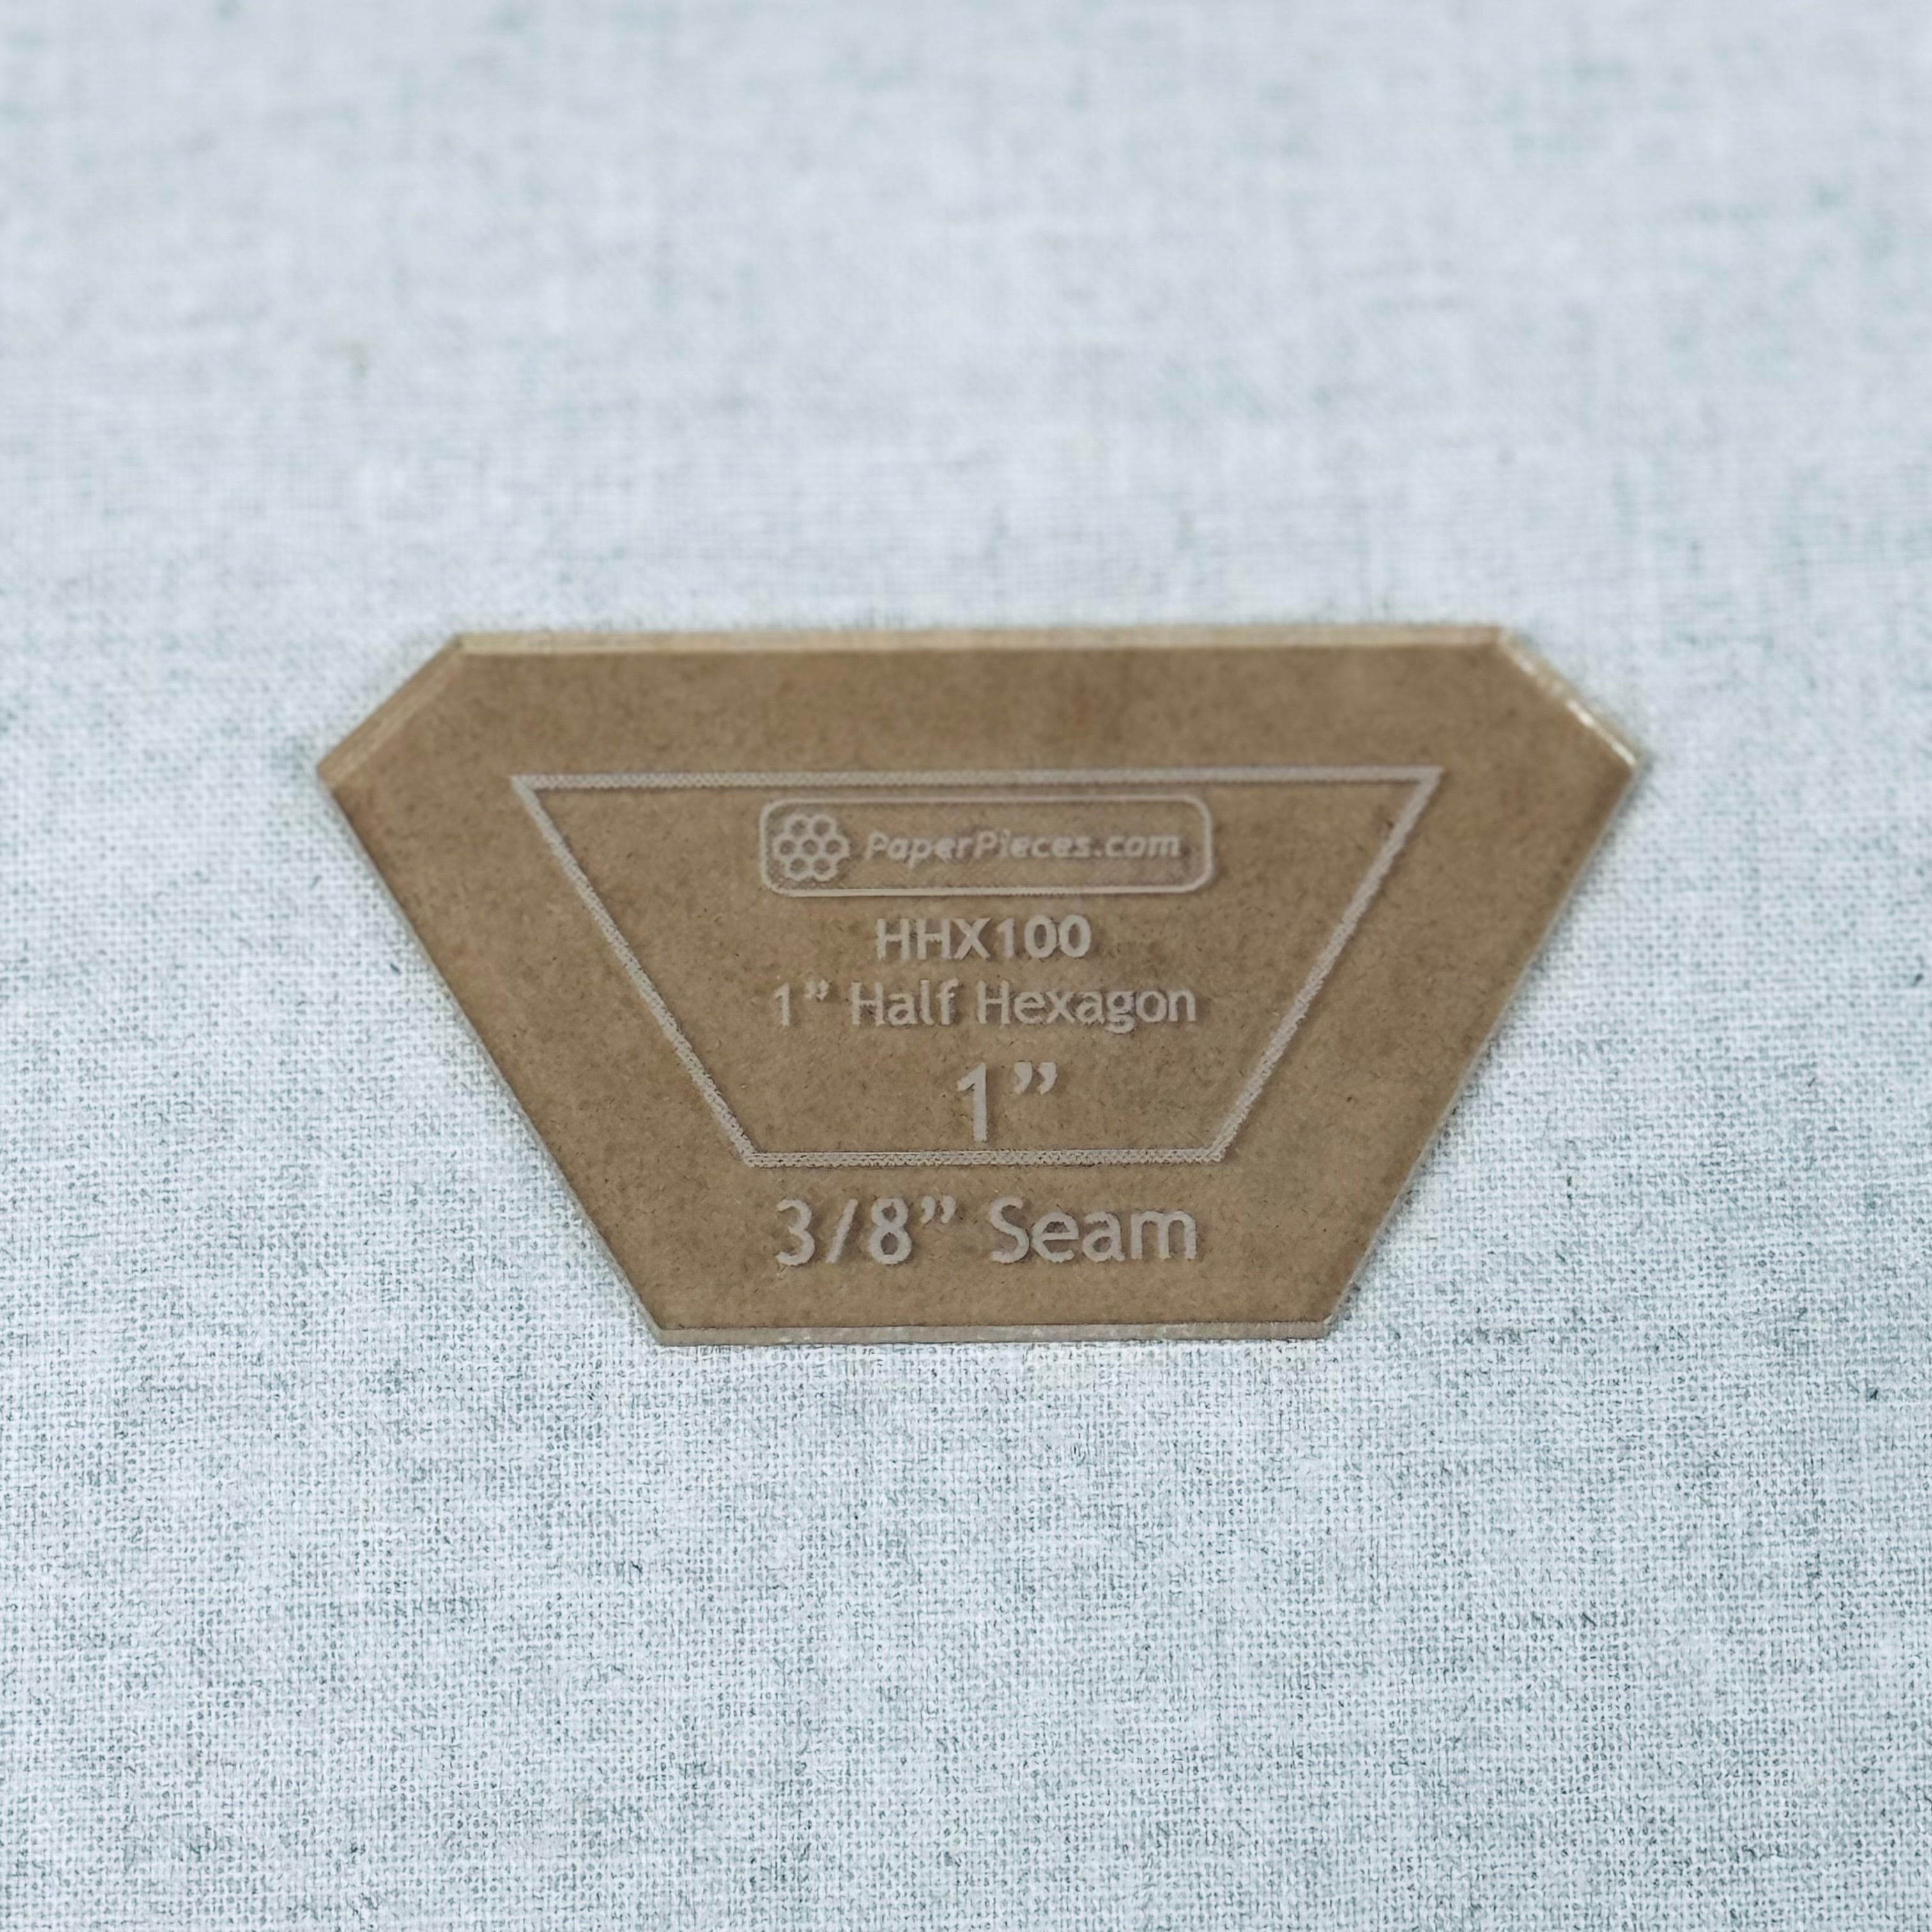 PaperPieces.com
HHX100
1” Half Hexagon
1”
3/8” Seam